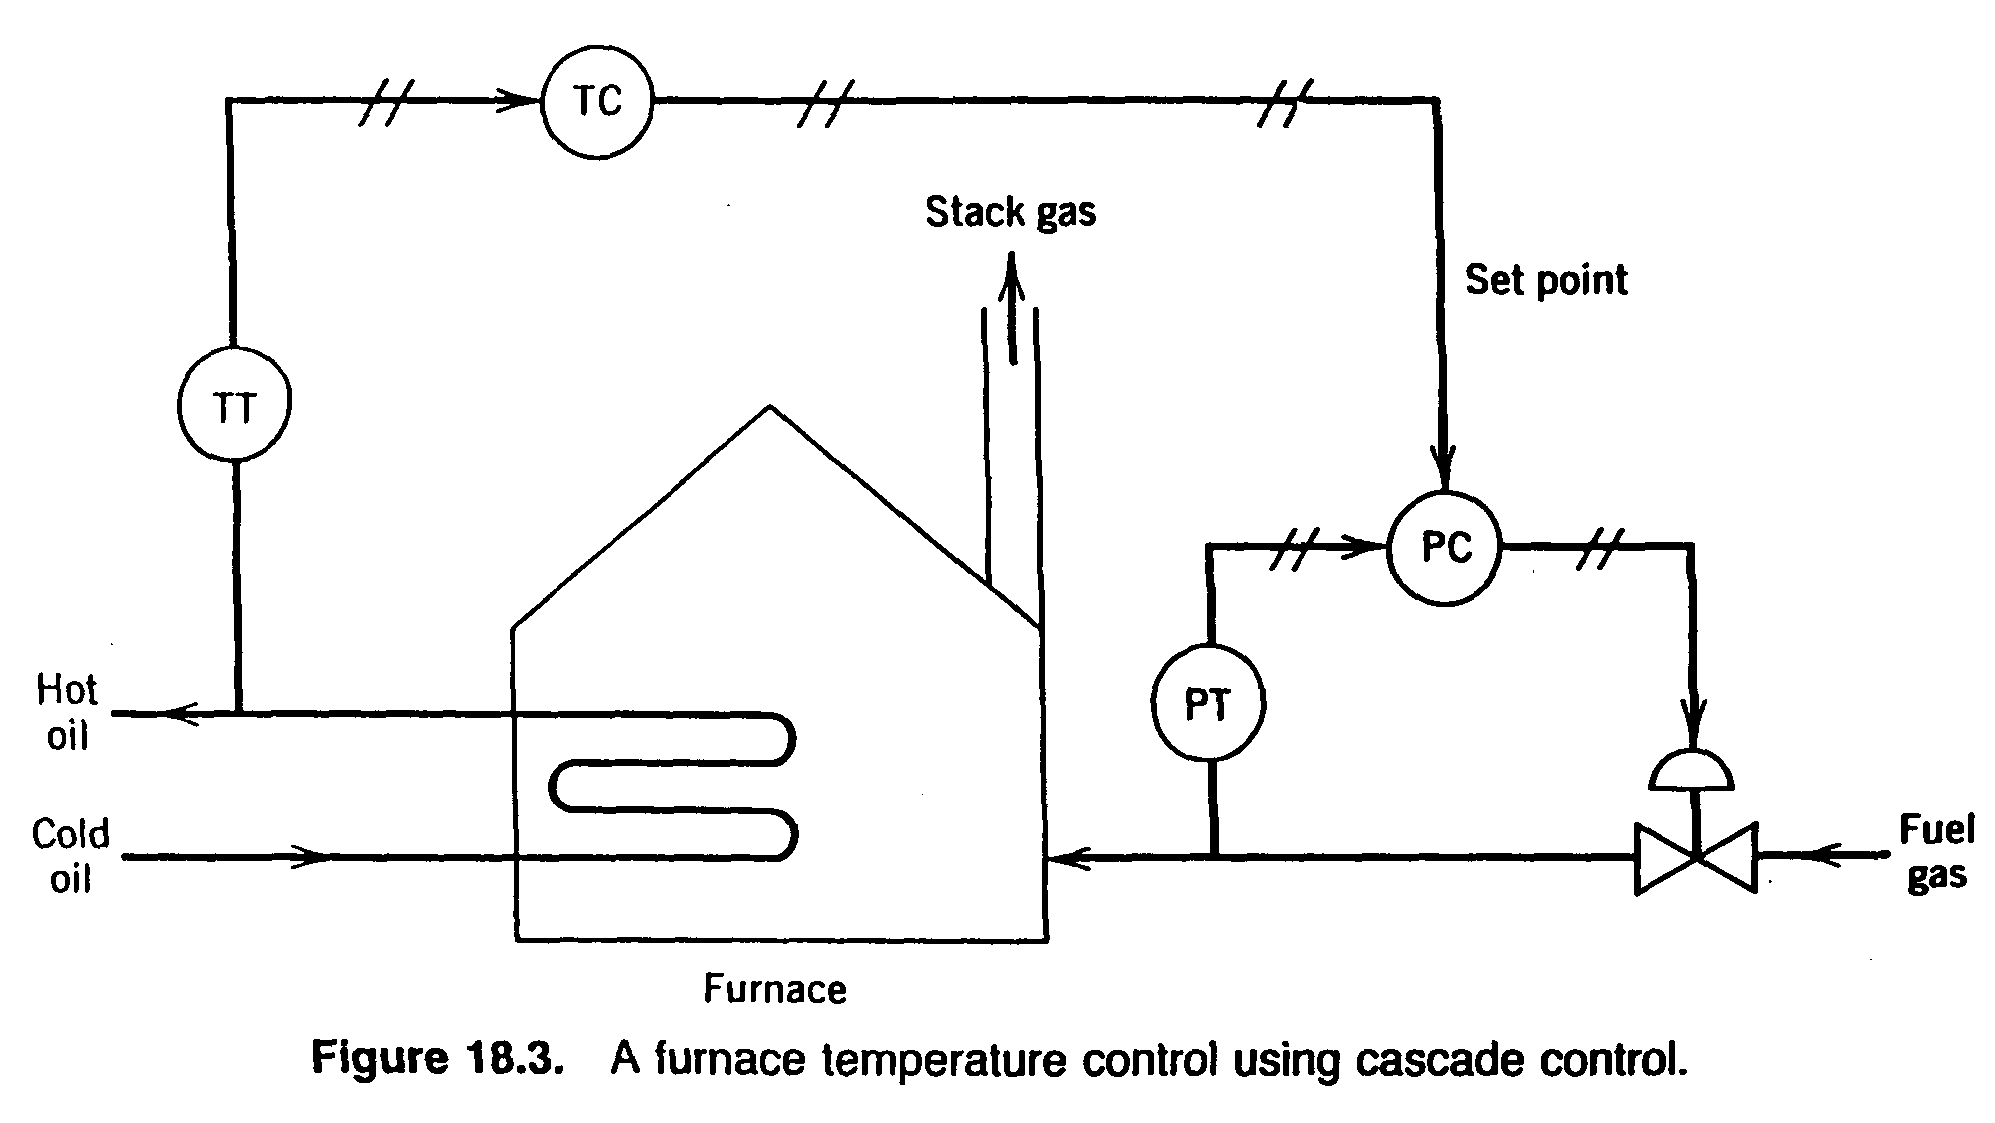 TC
Stack gas
Set point
TT
PC
Hot
oil
PT
Cold
oil
Fuel
gas
Furnace
Figure 18.3. A furnace temperature control using cascade control.